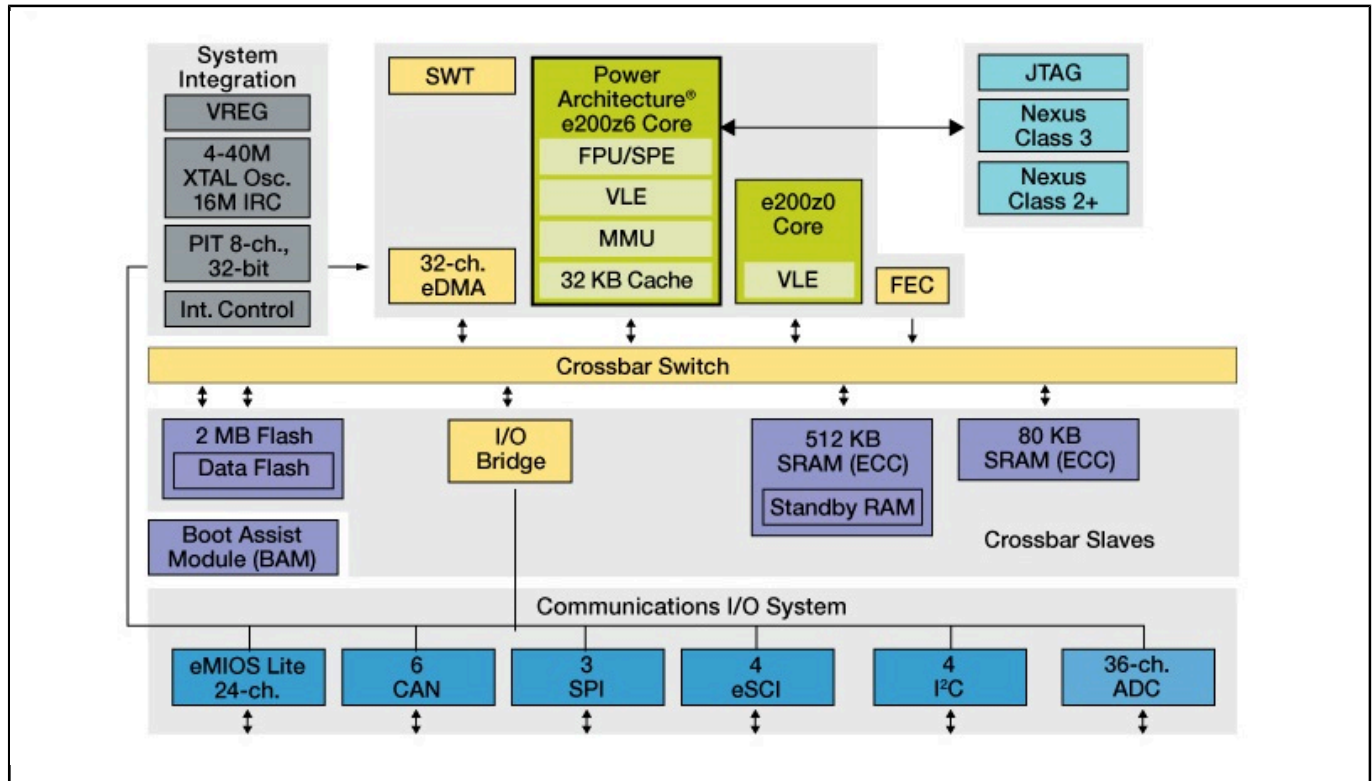 System
Integration
VREG
4-40M
XTAL Osc.
16M IRC
PIT 8-ch.,
32-bit
Int. Control
SWT
32-ch.
eDMA
Power
Architecture®
e200z6 Core
FPU/SPE
VLE
MMU
32 KB Cache
e200z0
Core
VLE
FEC
JTAG
Nexus
Class 3
Nexus
Class 2+
Crossbar Switch
2 MB Flash
Data Flash
Boot Assist
Module (BAM)
I/O
Bridge
512 KB
SRAM (ECC)
Standby RAM
80 KB
SRAM (ECC)
Crossbar Slaves
Communications I/O System
eMIOS Lite
24-ch.
6
CAN
3
SPI
4
eSCI
4
I²C
36-ch.
ADC